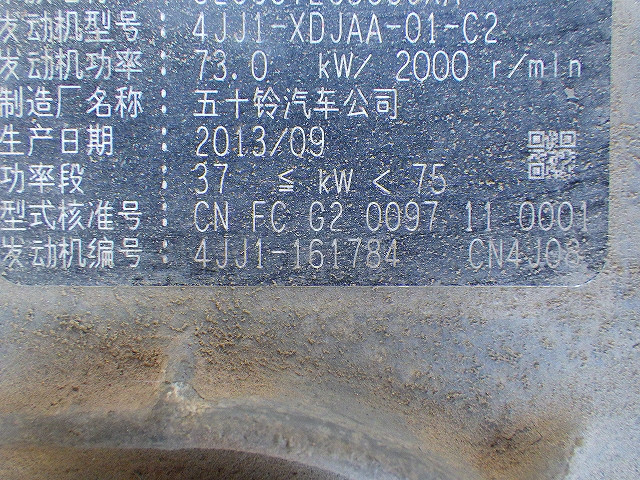 发动机型号：4JJ1-XDJAA-01-C2
发动机功率：73.0 kW/ 2000 r/min
制造厂名称：五十铃汽车公司
生产日期：2013/09
功率段：37 ≦ kW < 75
型式核准号：CN FC G2 0097 11 0001
发动机编号：4JJ1-161784 CN4J08